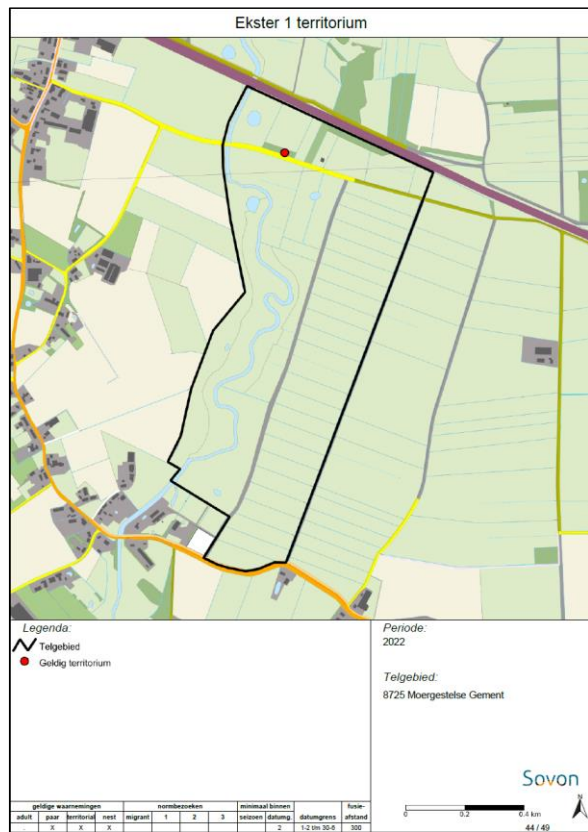 Ekster 1 territorium
Legenda:
Telgebied
Geldig territorium
Periode:
2022
Telgebied:
8725 Moergestelse Gement
Sovon
N
0 0.2 0.4 km
44 / 49
geldige waarnemingen normbezoeken minimaal binnen fusie-
adult paar territorial nest migrant 1 2 3 seizoen datumg. datumgrens afstand
. X X X 2 1-2 t/m 30-6 300